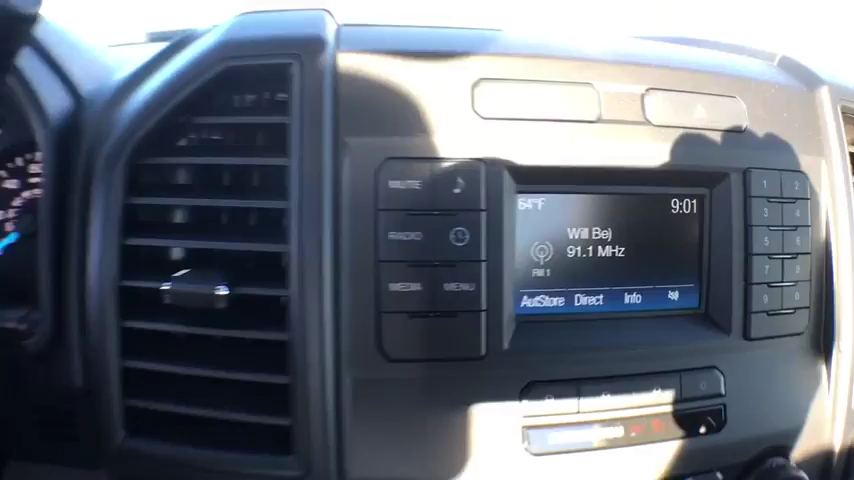 MUTE
RADIO
MEDIA MENU
64°F 9:01
Will Be)
91.1 MHz
FM 1
AutStore Direct Info
1 2
3 4
5 6
7 8
9 0